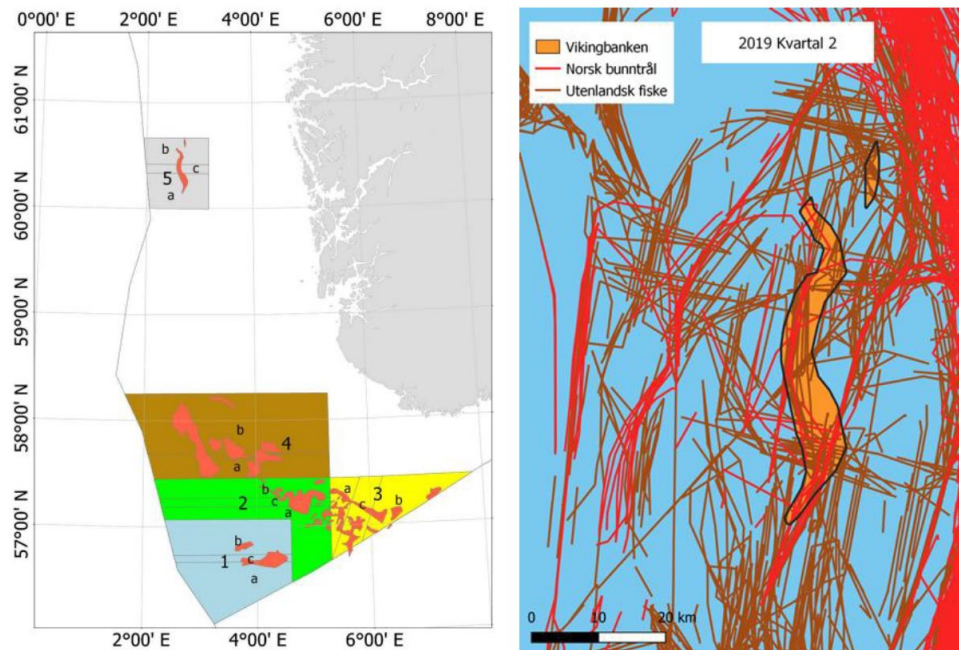 0°00' E 2°00' E 4°00' E 6°00' E 8°00' E
61°00' N
60°00' N
59°00' N
58°00' N
57°00' N
b
c
5
a
b
4
a
b
2
c
a
a
3
c
b
b
1
c
a
2°00' E 4°00' E 6°00' E
Vikingbanken
Norsk bunntrål
Utenlandsk fiske
2019 Kvartal 2
0 10 20 km